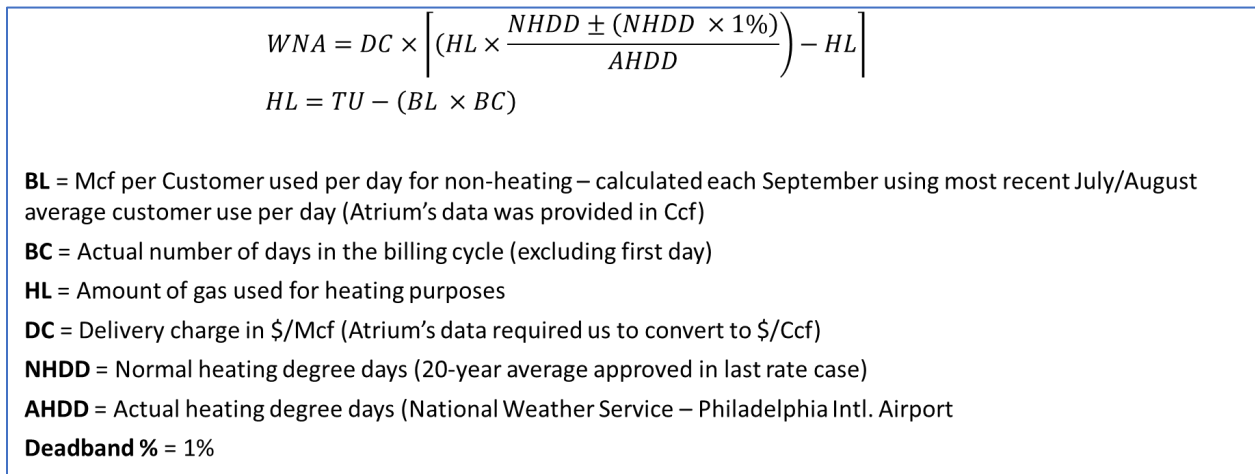 WNA = DC × [(HL × NHDD ± (NHDD × 1%) / AHDD) − HL]
HL = TU − (BL × BC)
BL = Mcf per Customer used per day for non-heating – calculated each September using most recent July/August
average customer use per day (Atrium's data was provided in Ccf)
BC = Actual number of days in the billing cycle (excluding first day)
HL = Amount of gas used for heating purposes
DC = Delivery charge in $/Mcf (Atrium's data required us to convert to $/Ccf)
NHDD = Normal heating degree days (20-year average approved in last rate case)
AHDD = Actual heating degree days (National Weather Service – Philadelphia Intl. Airport
Deadband % = 1%